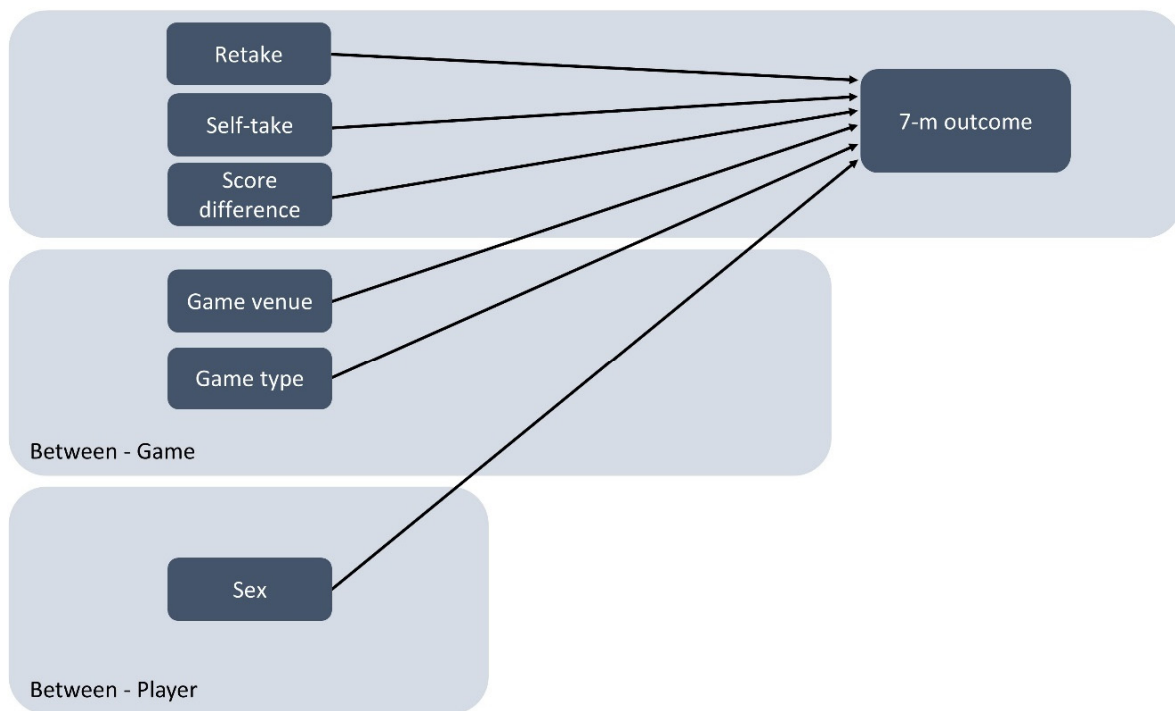 Retake
Self-take
Score
difference
7-m outcome
Game venue
Game type
Between - Game
Sex
Between - Player